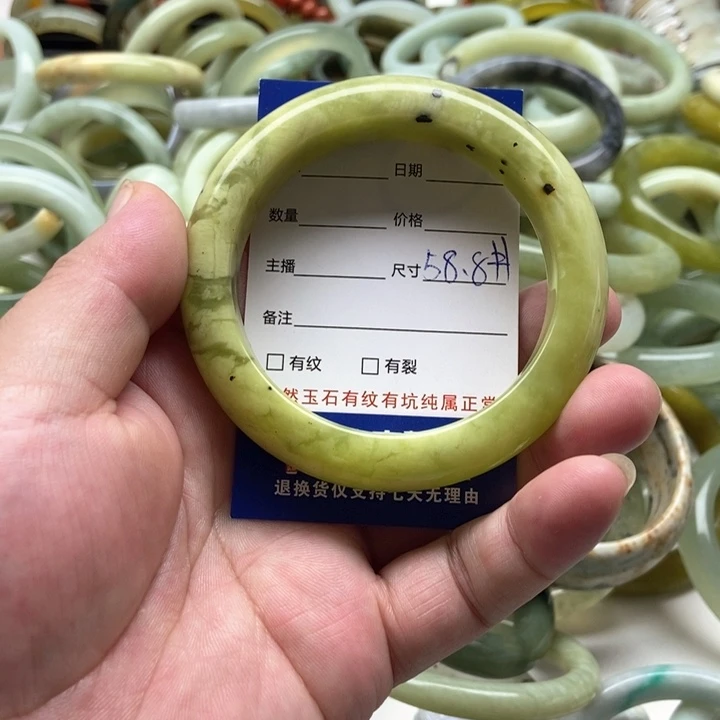 日期
数量 价格
主播 尺寸 58.8
备注
□ 有纹 □ 有裂
然玉石有纹有坑纯属正常
退换货仅支持七天无理由